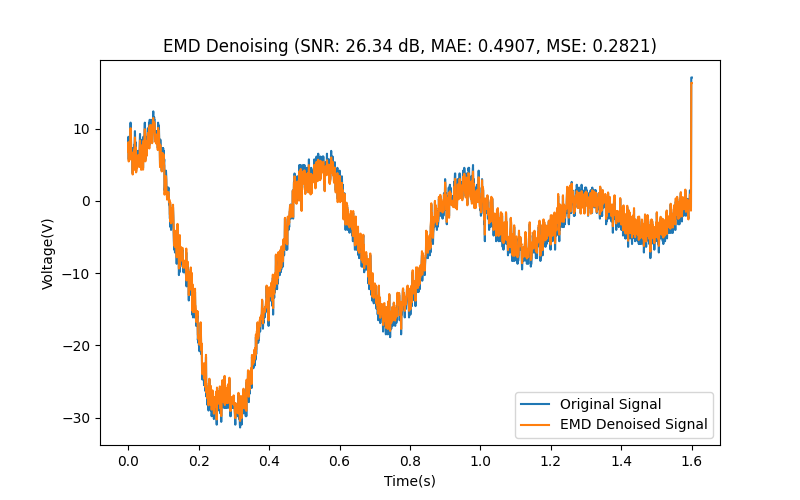 EMD Denoising (SNR: 26.34 dB, MAE: 0.4907, MSE: 0.2821)
10
0
−10
−20
−30
Voltage(V)
Original Signal
EMD Denoised Signal
0.0 0.2 0.4 0.6 0.8 1.0 1.2 1.4 1.6
Time(s)